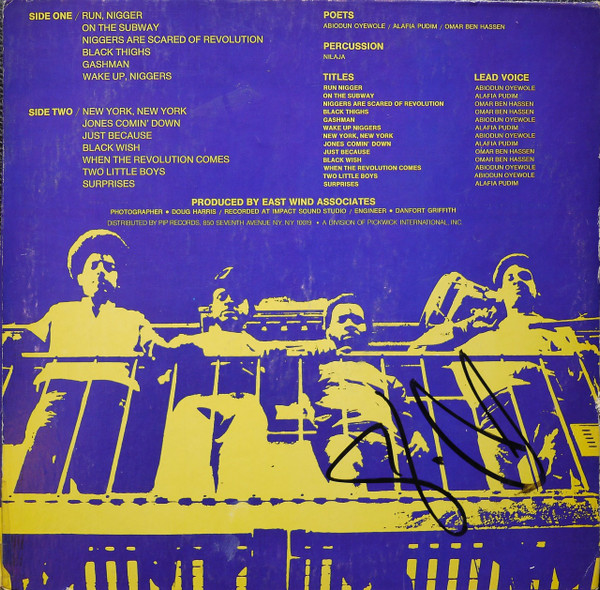 SIDE ONE / RUN, NIGGER
ON THE SUBWAY
NIGGERS ARE SCARED OF REVOLUTION
BLACK THIGHS
GASHMAN
WAKE UP, NIGGERS
SIDE TWO / NEW YORK, NEW YORK
JONES COMIN' DOWN
JUST BECAUSE
BLACK WISH
WHEN THE REVOLUTION COMES
TWO LITTLE BOYS
SURPRISES
POETS
ABIODUN OYEWOLE / ALAFIA PUDIM / OMAR BEN HASSEN
PERCUSSION
NILAJA
TITLES LEAD VOICE
RUN NIGGER ABIODUN OYEWOLE
ON THE SUBWAY ALAFIA PUDIM
NIGGERS ARE SCARED OF REVOLUTION OMAR BEN HASSEN
BLACK THIGHS OMAR BEN HASSEN
GASHMAN ABIODUN OYEWOLE
WAKE UP NIGGERS ALAFIA PUDIM
NEW YORK, NEW YORK ABIODUN OYEWOLE
JONES COMIN' DOWN ALAFIA PUDIM
JUST BECAUSE OMAR BEN HASSEN
BLACK WISH OMAR BEN HASSEN
WHEN THE REVOLUTION COMES ABIODUN OYEWOLE
TWO LITTLE BOYS ABIODUN OYEWOLE
SURPRISES ALAFIA PUDIM
PRODUCED BY EAST WIND ASSOCIATES
PHOTOGRAPHER • DOUG HARRIS / RECORDED AT IMPACT SOUND STUDIO / ENGINEER • DANFORT GRIFFITH
DISTRIBUTED BY PIP RECORDS, 850 SEVENTH AVENUE NY, NY 10019 • A DIVISION OF PICKWICK INTERNATIONAL, INC.